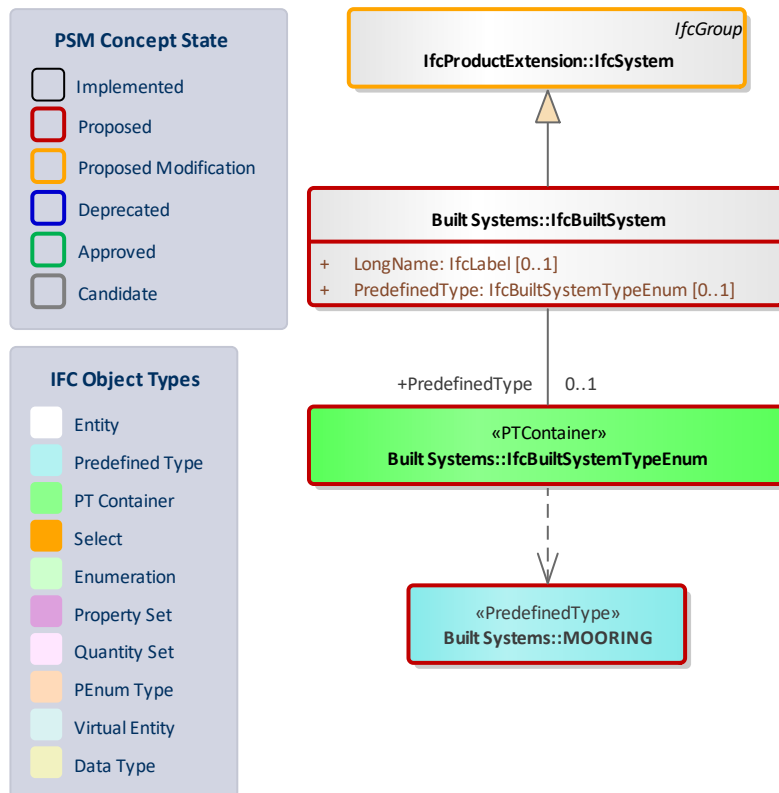 PSM Concept State
Implemented
Proposed
Proposed Modification
Deprecated
Approved
Candidate
IFC Object Types
Entity
Predefined Type
PT Container
Select
Enumeration
Property Set
Quantity Set
PEnum Type
Virtual Entity
Data Type
IfcGroup
IfcProductExtension::IfcSystem
Built Systems::IfcBuiltSystem
+ LongName: IfcLabel [0..1]
+ PredefinedType: IfcBuiltSystemTypeEnum [0..1]
+PredefinedType 0..1
«PTContainer»
Built Systems::IfcBuiltSystemTypeEnum
«PredefinedType»
Built Systems::MOORING